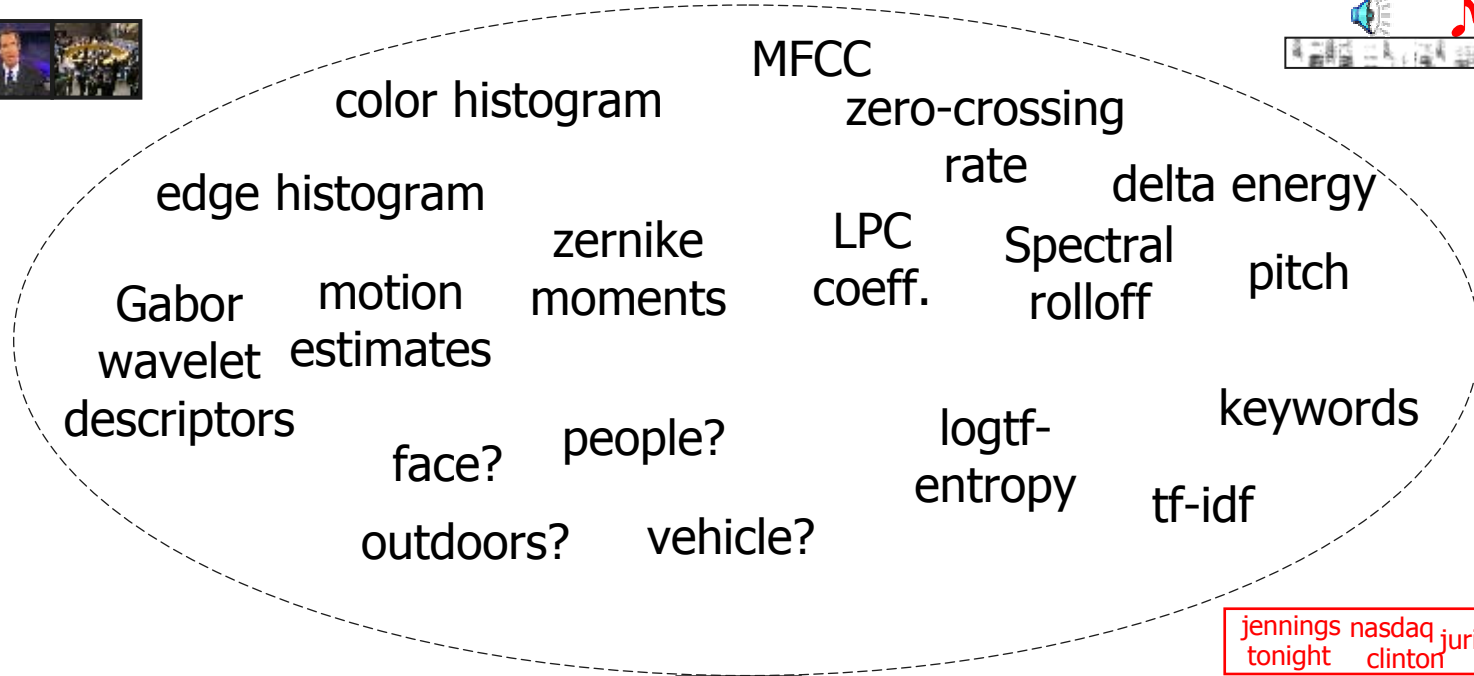 MFCC
color histogram
zero-crossing
rate
delta energy
edge histogram
zernike
moments
LPC
coeff.
Spectral
rolloff
pitch
Gabor
wavelet
descriptors
motion
estimates
keywords
logtf-
entropy
people?
face?
tf-idf
outdoors?
vehicle?
jennings nasdaq
tonight clinton